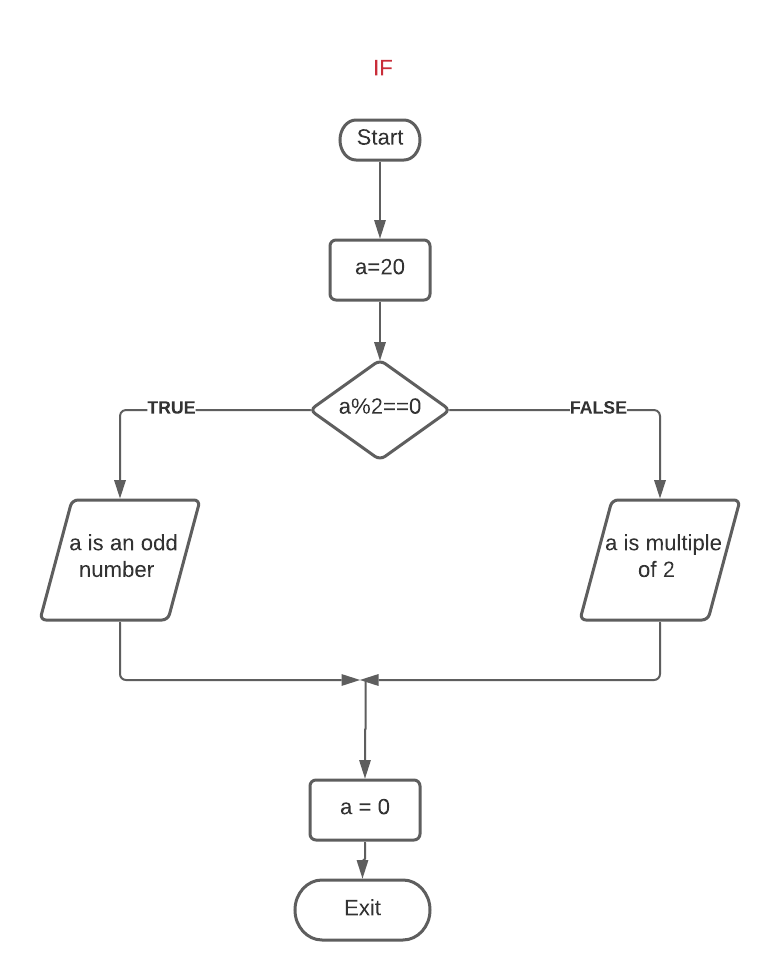 IF
Start
a=20
a%2==0
TRUE
FALSE
a is an odd
number
a is multiple
of 2
a = 0
Exit